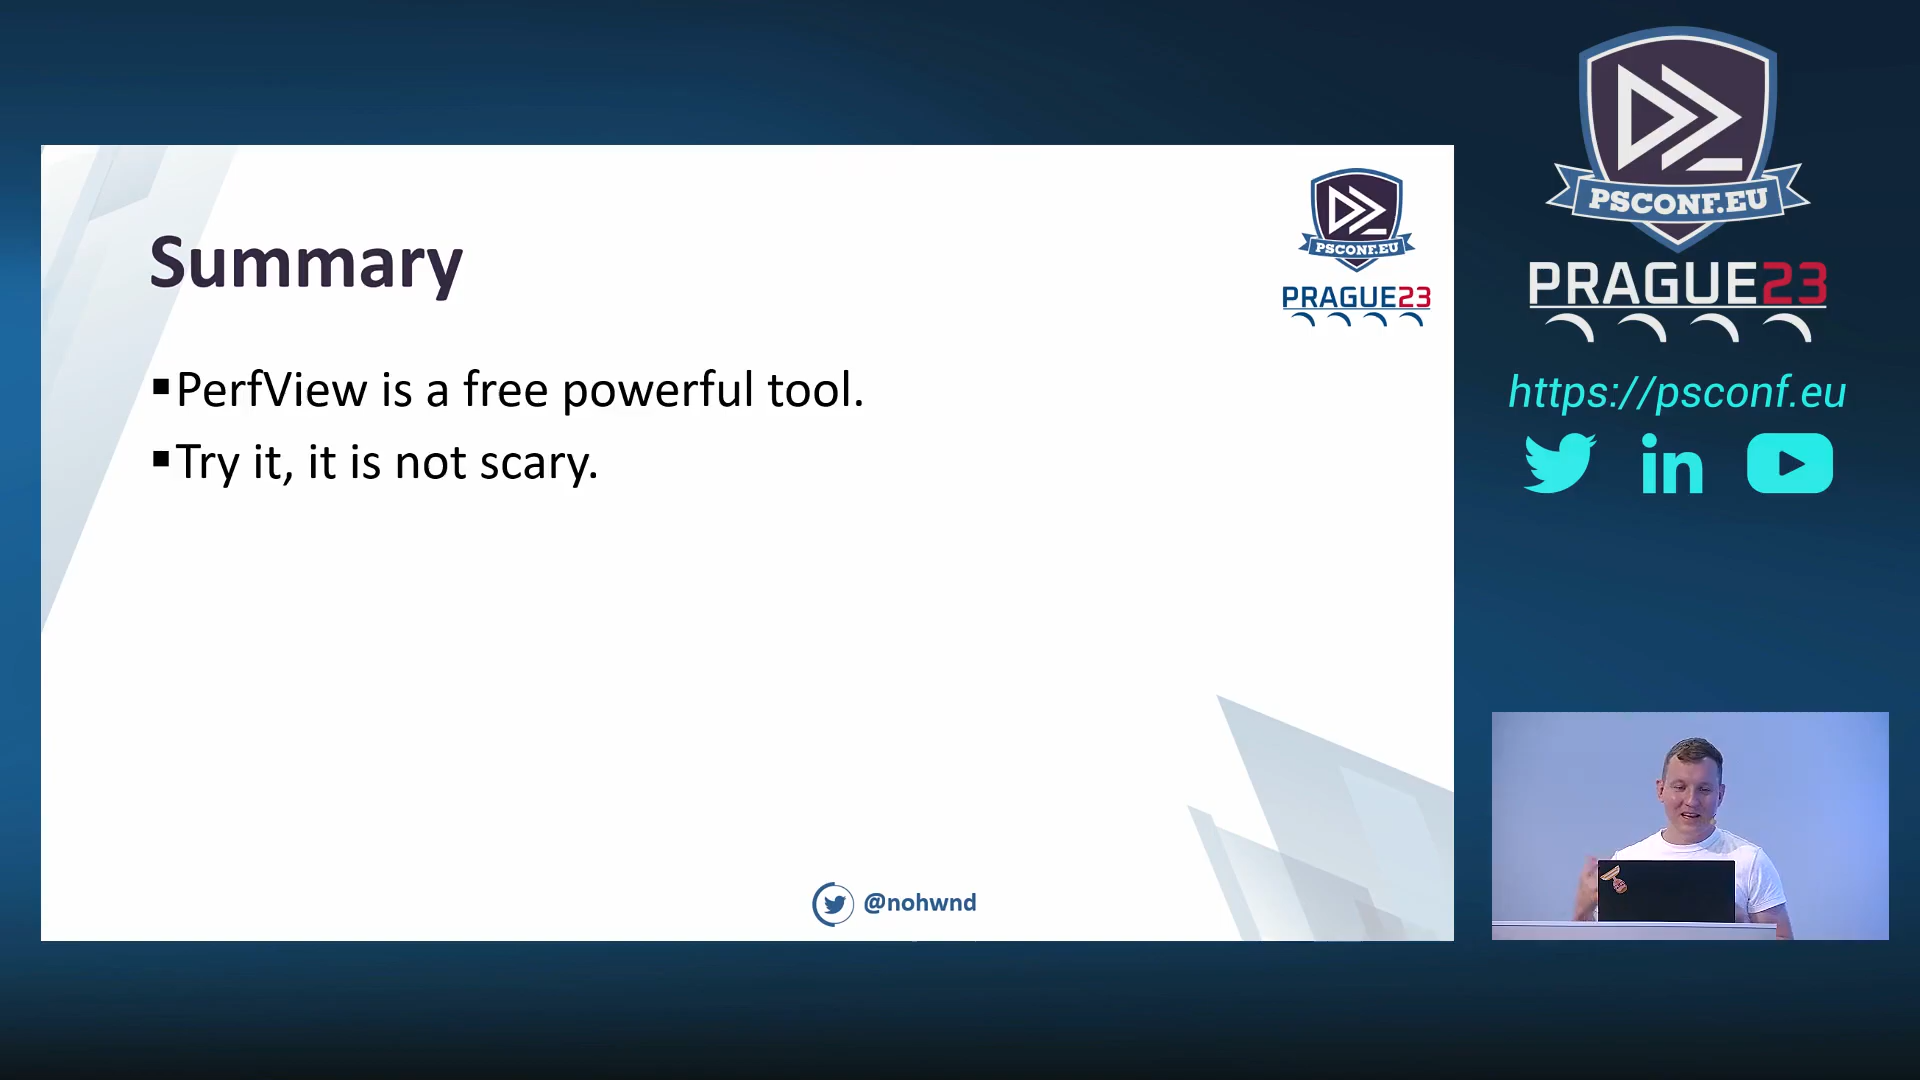 Summary
▪PerfView is a free powerful tool.
▪Try it, it is not scary.
PSCONF.EU
PRAGUE23
@nohwnd
PSCONF.EU
PRAGUE23
https://psconf.eu
in